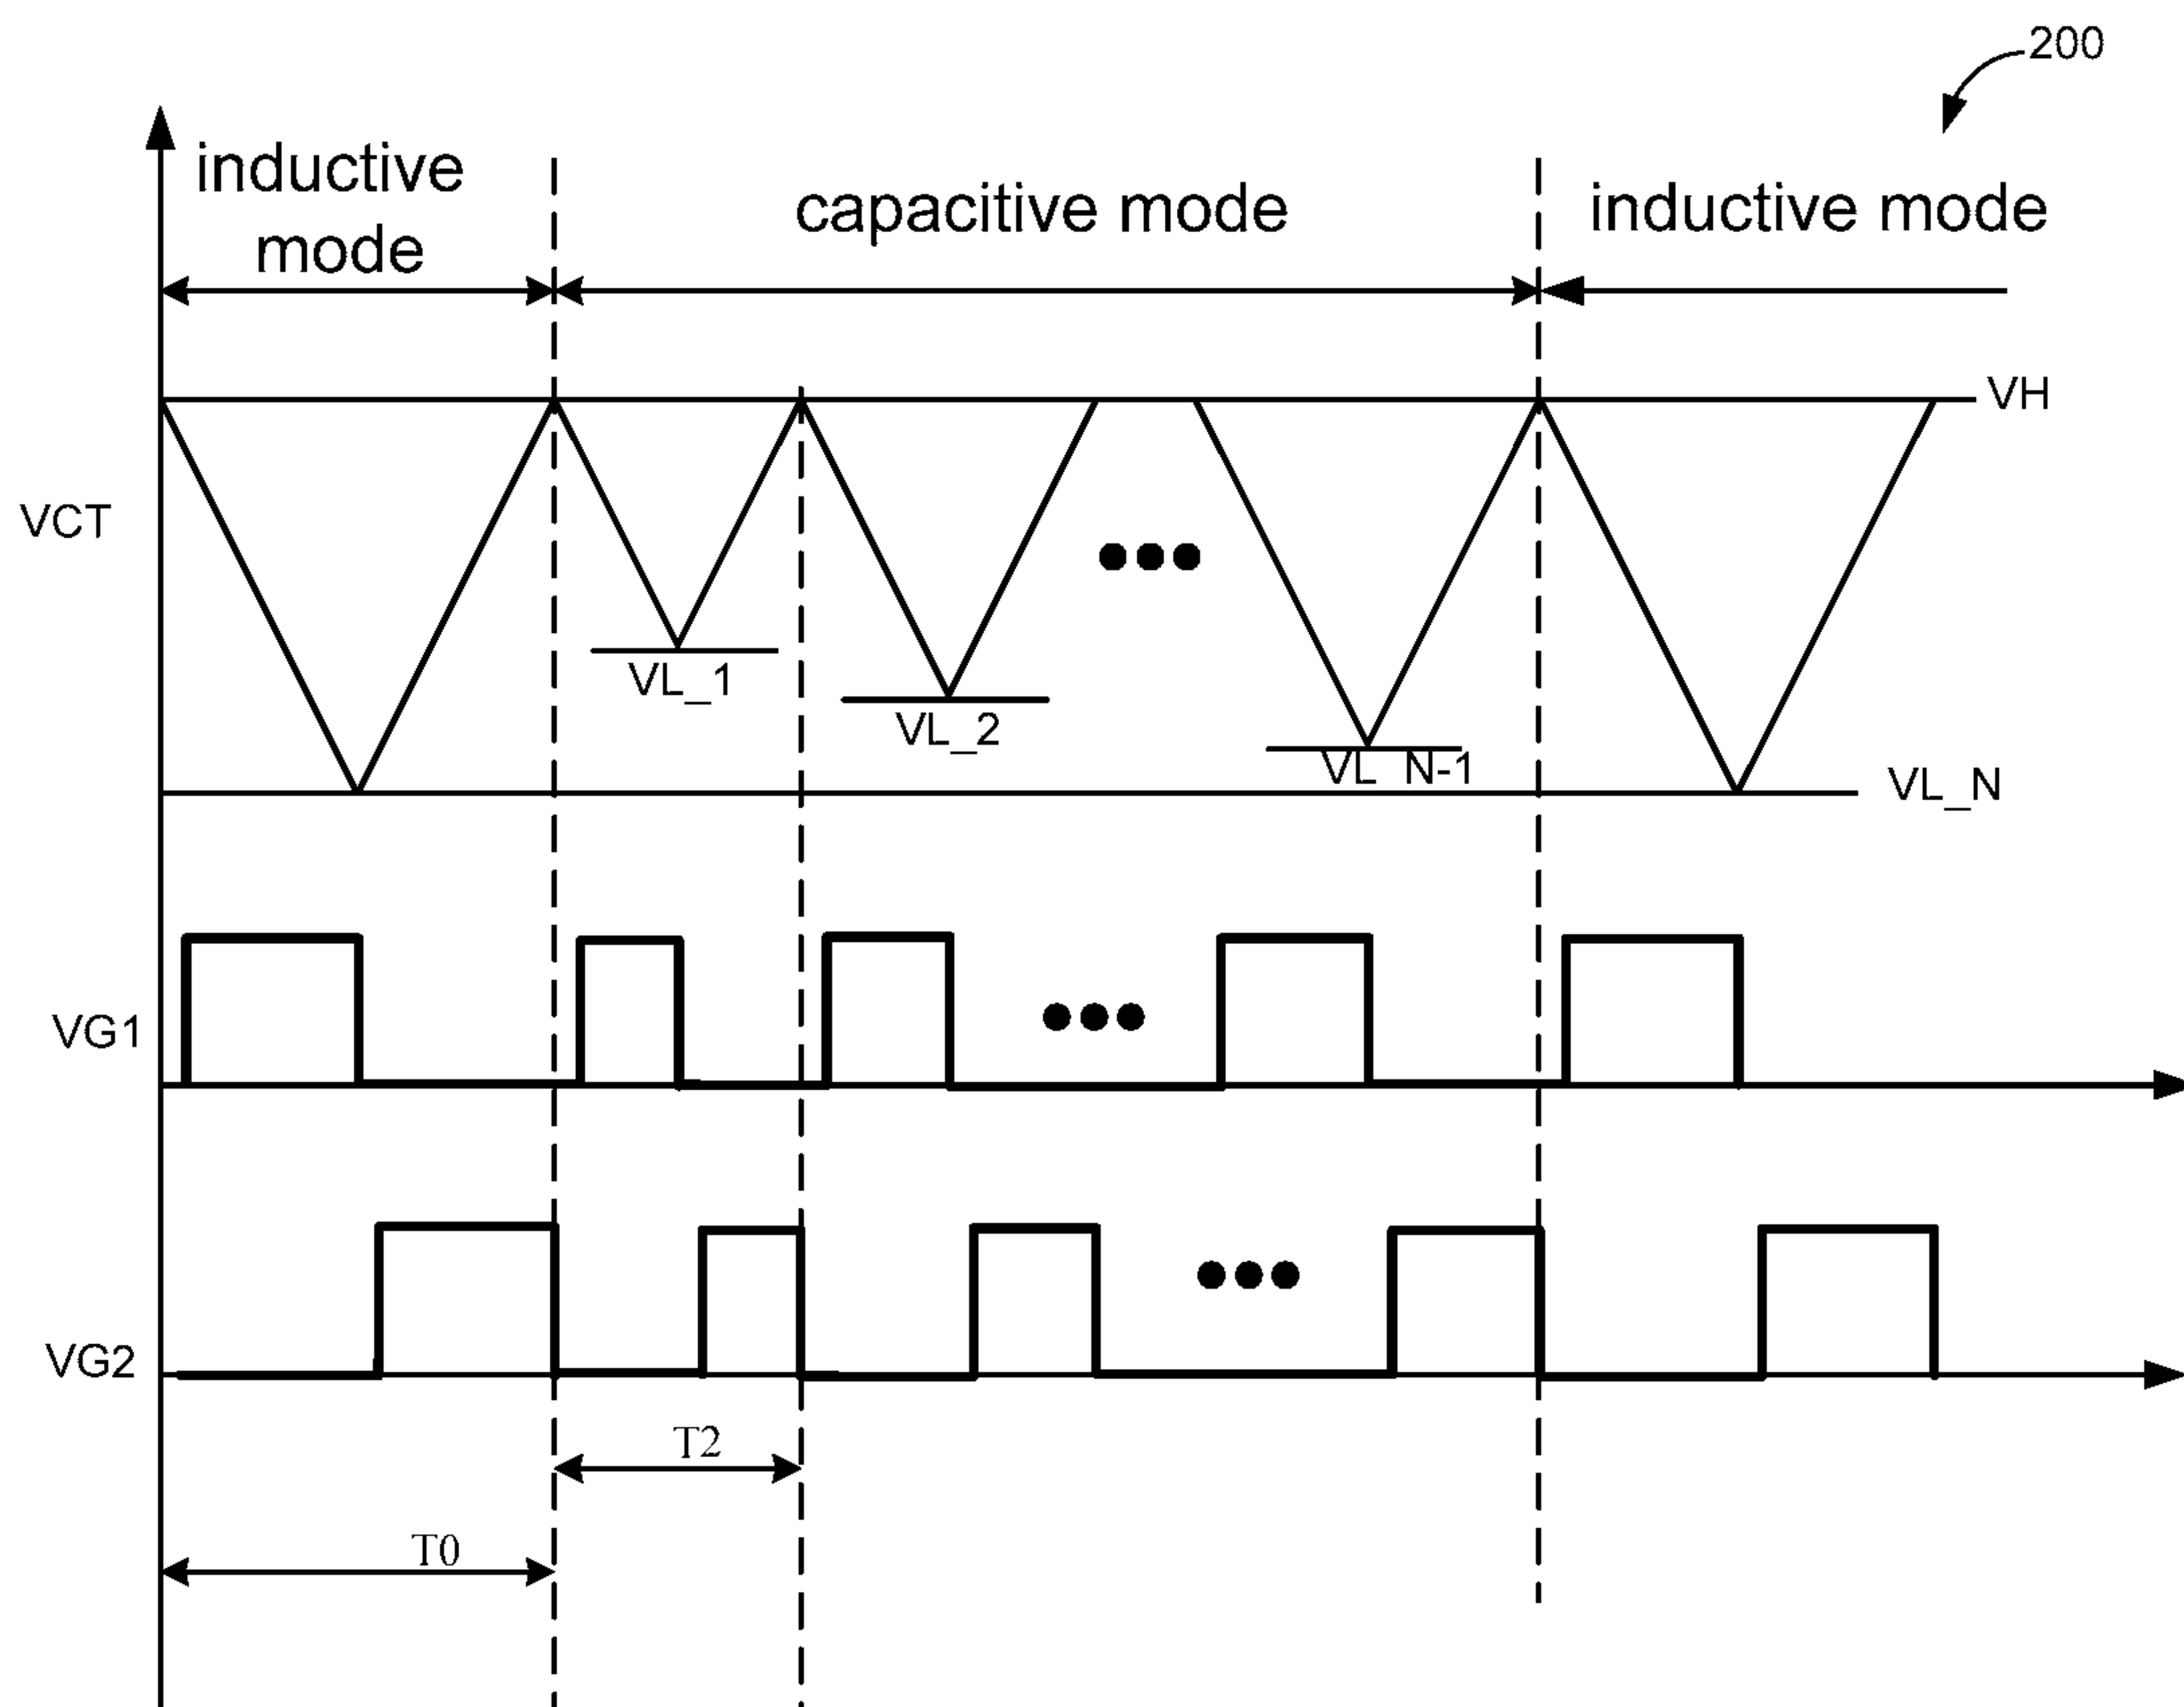 200
inductive
mode
capacitive mode
inductive mode
VH
VCT
VL_1
VL_2
VL_N-1
VL_N
VG1
VG2
T2
T0